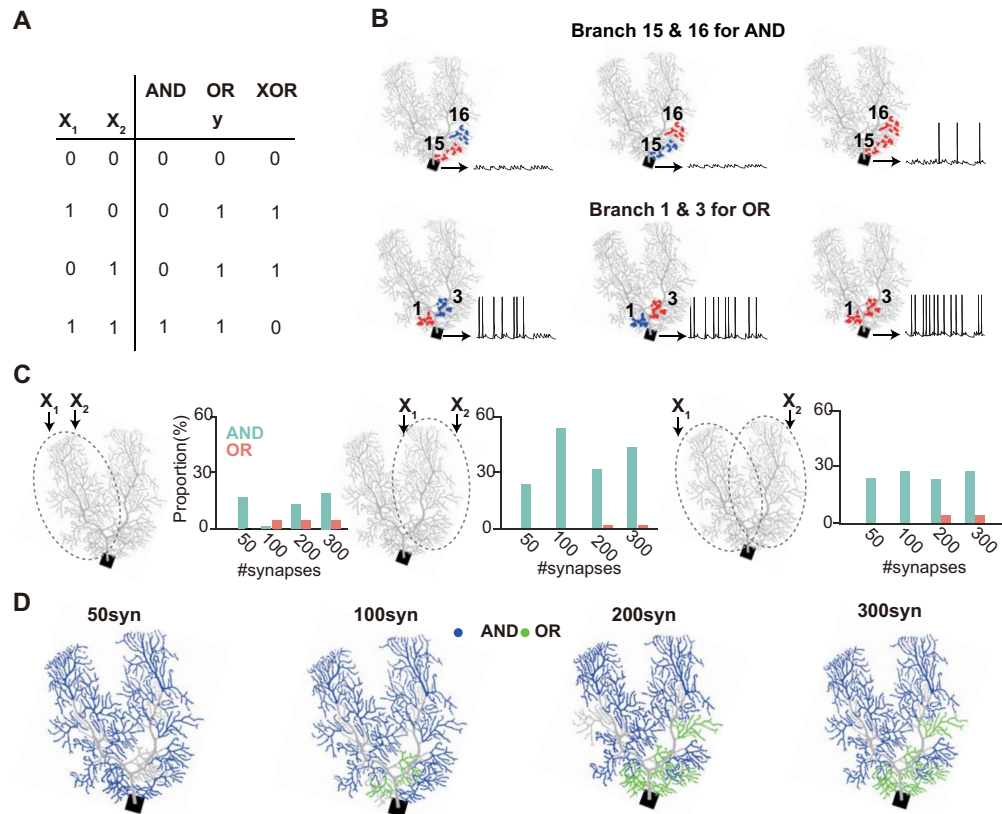 A
AND OR XOR
X1 X2 y
0 0 0 0 0
1 0 0 1 1
0 1 0 1 1
1 1 1 1 0
B
Branch 15 & 16 for AND
16
15
16
15
16
15
Branch 1 & 3 for OR
1 3
1 3
1 3
C
X1 X2
Proportion(%)
60
30
0
AND
OR
50 100 200 300
#synapses
X1 X2
60
30
0
50 100 200 300
#synapses
X1 X2
60
30
0
50 100 200 300
#synapses
D
50syn 100syn 200syn 300syn
AND OR